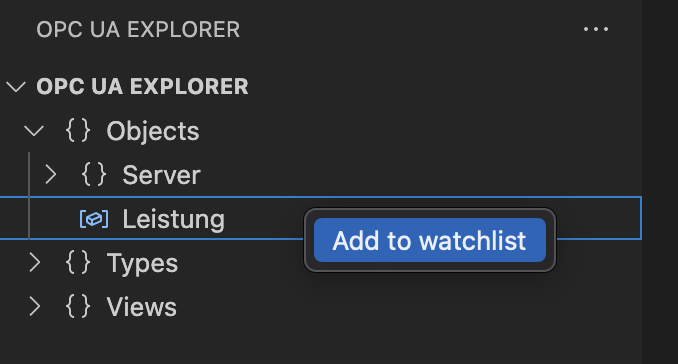 OPC UA EXPLORER
OPC UA EXPLORER
{} Objects
{} Server
Leistung
Add to watchlist
{} Types
{} Views